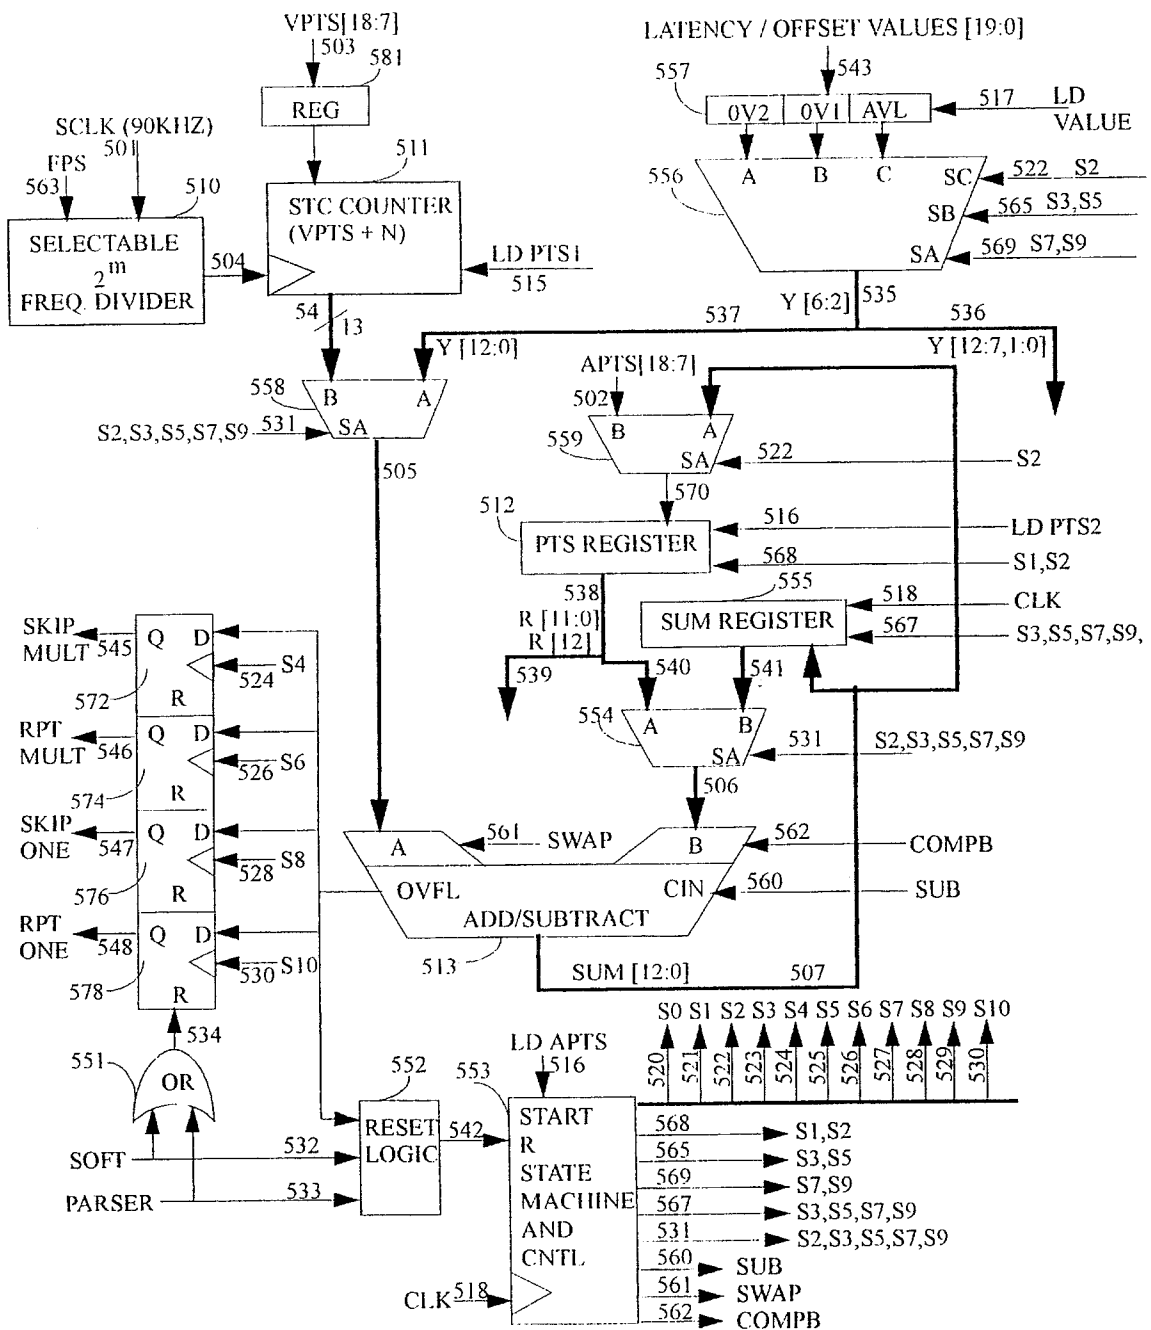 VPTS[18:7]
503
581
REG
LATENCY / OFFSET VALUES [19:0]
543
557
0V2
0V1
AVL
517
LD
VALUE
SCLK (90KHZ)
501
FPS
563
510
511
SELECTABLE
2^m
FREQ. DIVIDER
504
STC COUNTER
(VPTS + N)
LD PTS1
515
556
A
B
C
SC
522
S2
SB
565
S3,S5
SA
569
S7,S9
Y [6:2]
535
54
13
537
536
Y [12:0]
Y [12:7,1:0]
558
B
A
SA
S2,S3,S5,S7,S9
531
505
APTS[18:7]
502
B
A
559
SA
522
S2
570
512
PTS REGISTER
516
LD PTS2
568
S1,S2
538
555
R [11:0]
R [12]
SUM REGISTER
518
CLK
567
S3,S5,S7,S9,
539
540
541
554
A
B
SA
531
S2,S3,S5,S7,S9
506
SKIP
MULT
545
Q
D
524
S4
572
R
RPT
MULT
546
Q
D
526
S6
574
R
SKIP
ONE
547
Q
D
528
S8
576
R
RPT
ONE
548
Q
D
530
S10
578
R
A
561
SWAP
B
562
COMPB
OVFL
CIN
560
SUB
ADD/SUBTRACT
513
SUM [12:0]
507
534
551
OR
SOFT
532
PARSER
533
552
RESET
LOGIC
542
553
LD APTS
516
START
R
STATE
MACHINE
AND
CNTL
CLK
518
S0 S1 S2 S3 S4 S5 S6 S7 S8 S9 S10
520 521 522 523 524 525 526 527 528 529 530
568
S1,S2
565
S3,S5
569
S7,S9
567
S3,S5,S7,S9
531
S2,S3,S5,S7,S9
560
SUB
561
SWAP
562
COMPB